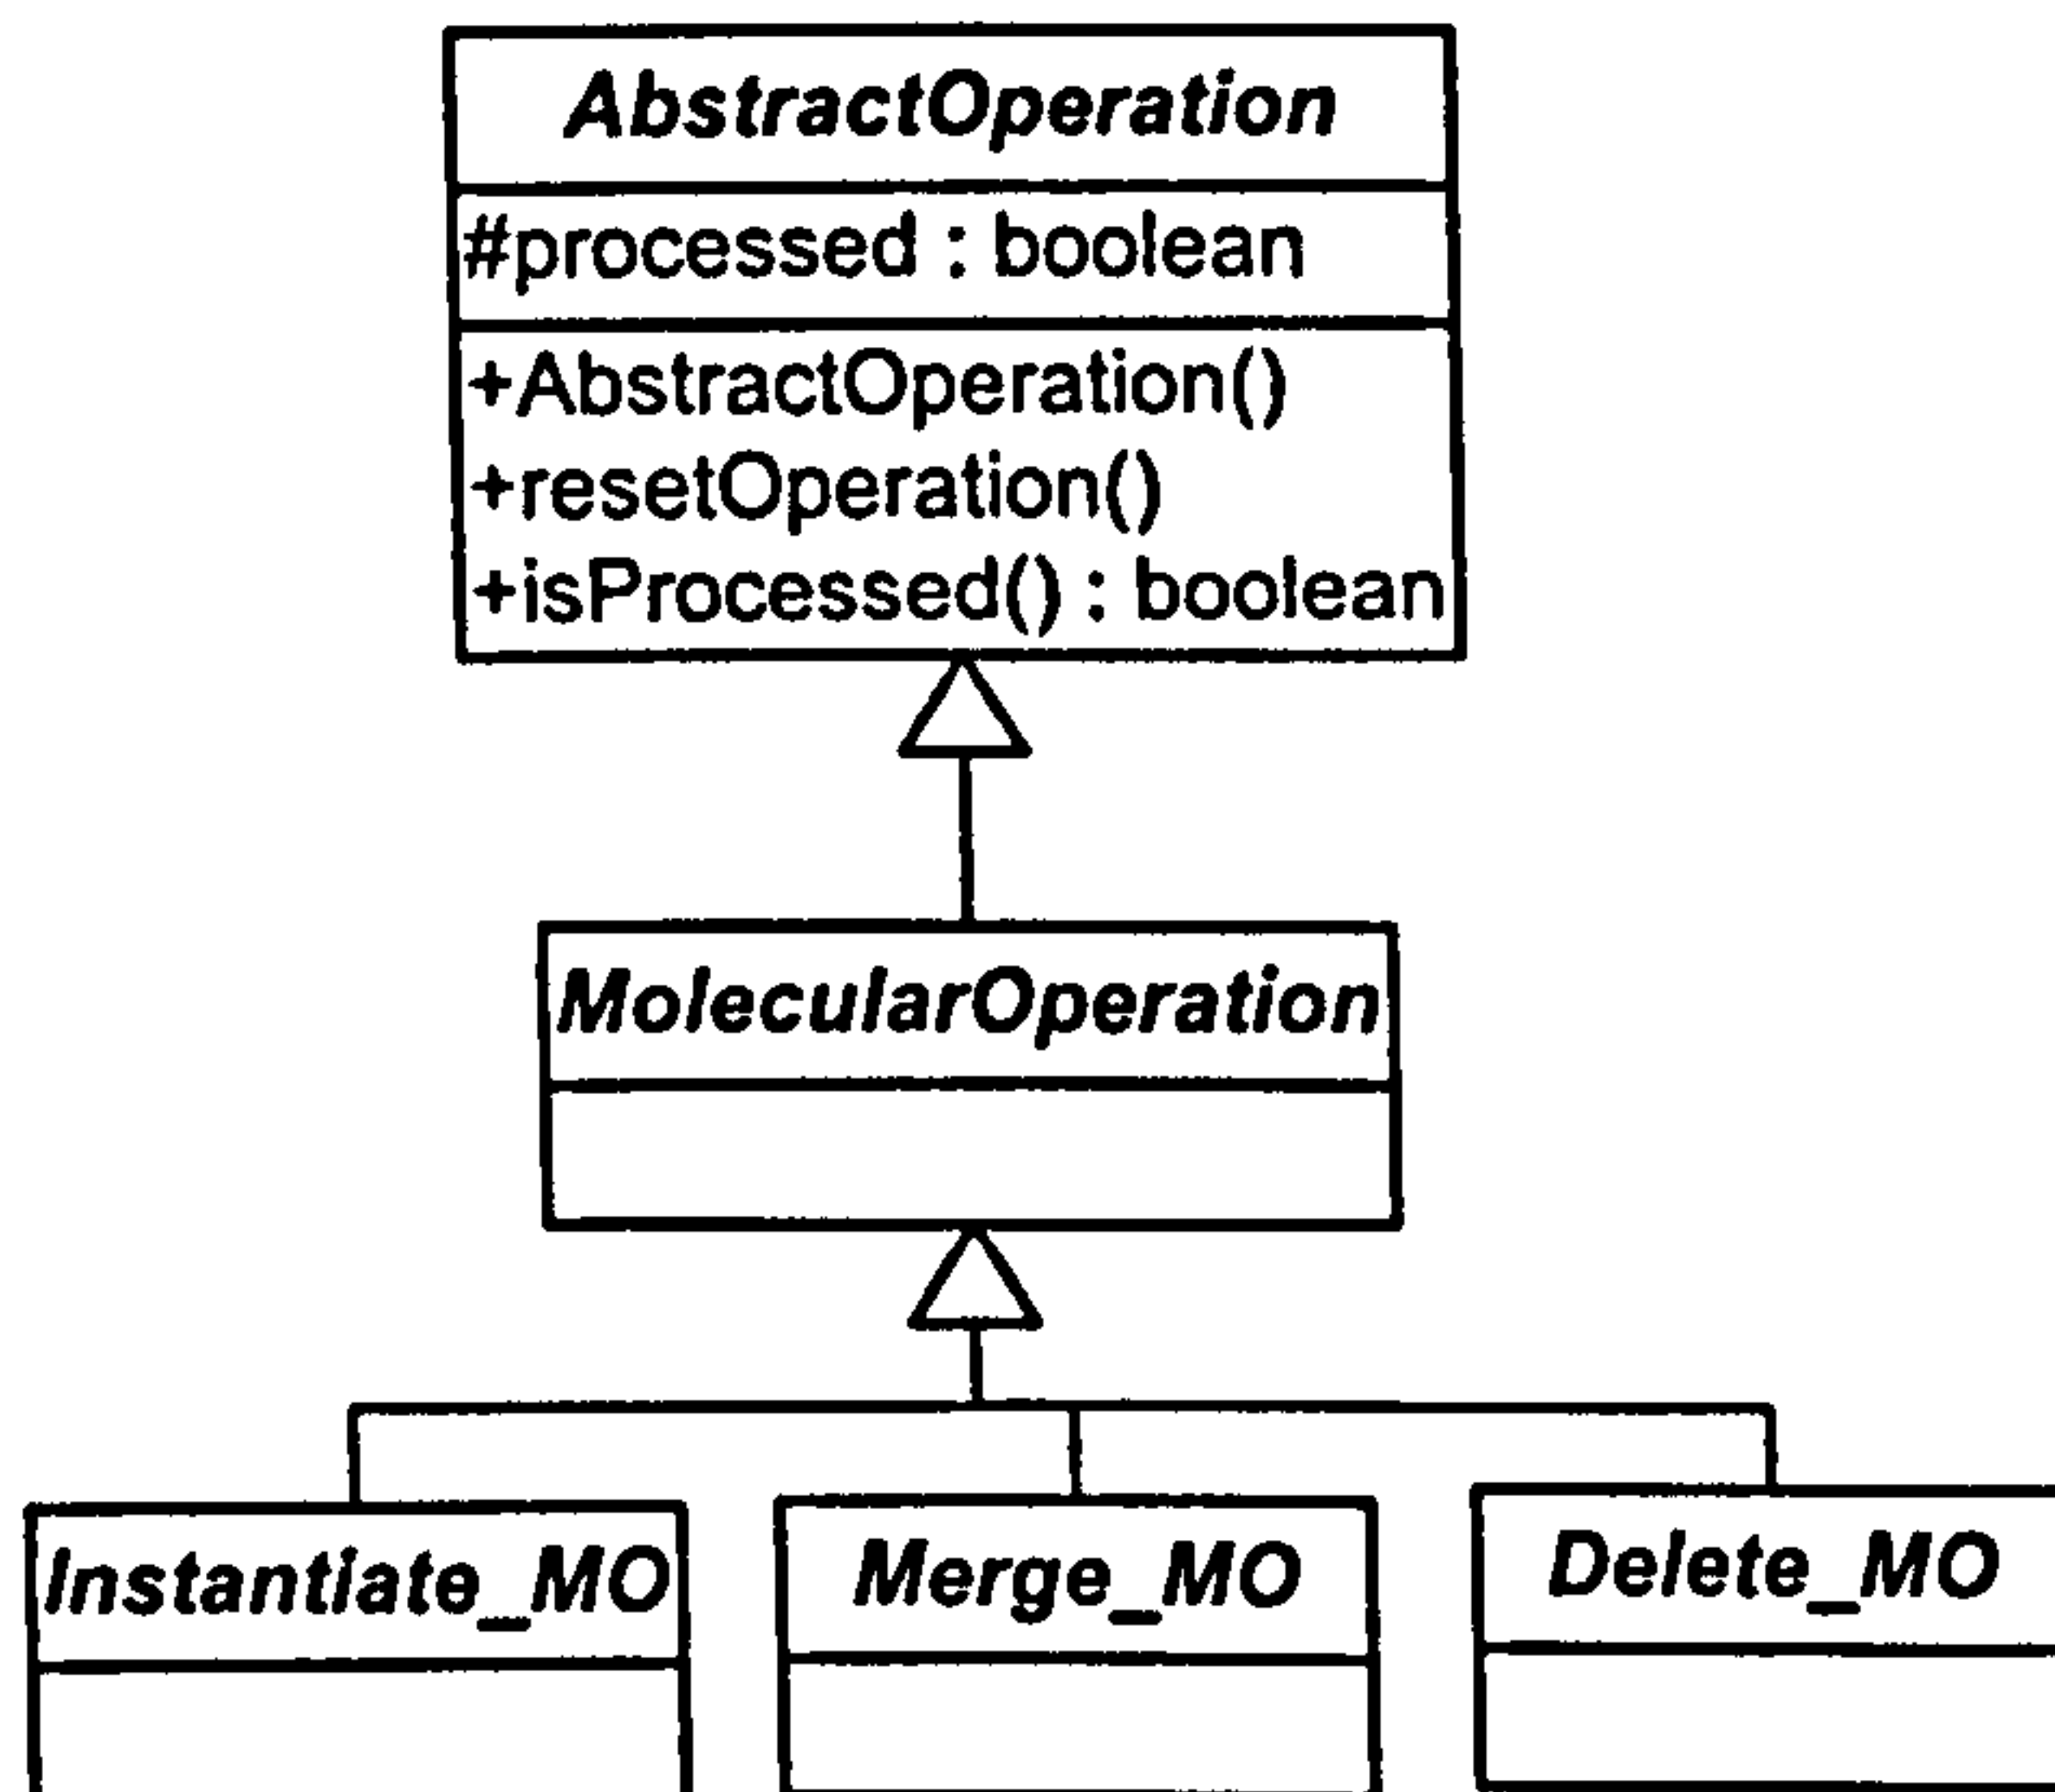 AbstractOperation
#processed : boolean
+AbstractOperation()
+resetOperation()
+isProcessed() : boolean
MolecularOperation
Instantiate_MO
Merge_MO
Delete_MO